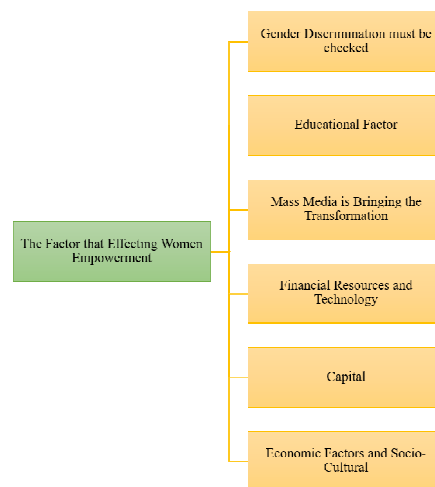 Gender Discrimination must be
checked
Educational Factor
Mass Media is Bringing the
Transformation
The Factor that Effecting Women
Empowerment
Financial Resources and
Technology
Capital
Economic Factors and Socio-
Cultural